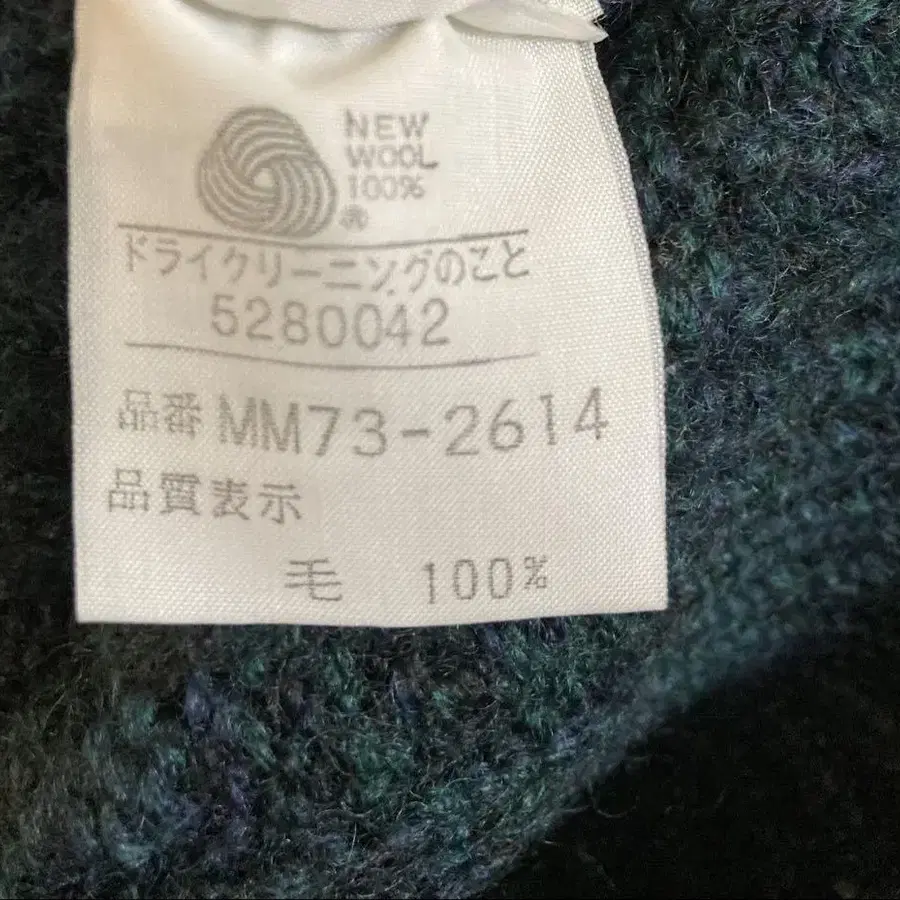 NEW
WOOL
100%
®
ドライクリーニングのこと
5280042
品番 MM73-2614
品質表示
毛 100%